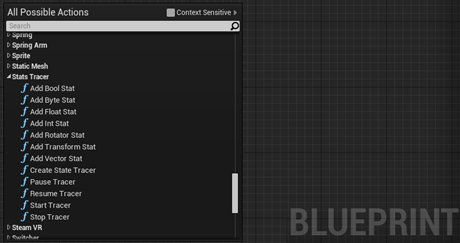 All Possible Actions
Context Sensitive
Search
Spring
Spring Arm
Sprite
Static Mesh
Stats Tracer
Add Bool Stat
Add Byte Stat
Add Float Stat
Add Int Stat
Add Rotator Stat
Add Transform Stat
Add Vector Stat
Create State Tracer
Pause Tracer
Resume Tracer
Start Tracer
Stop Tracer
Steam VR
Switcher
BLUEPRINT